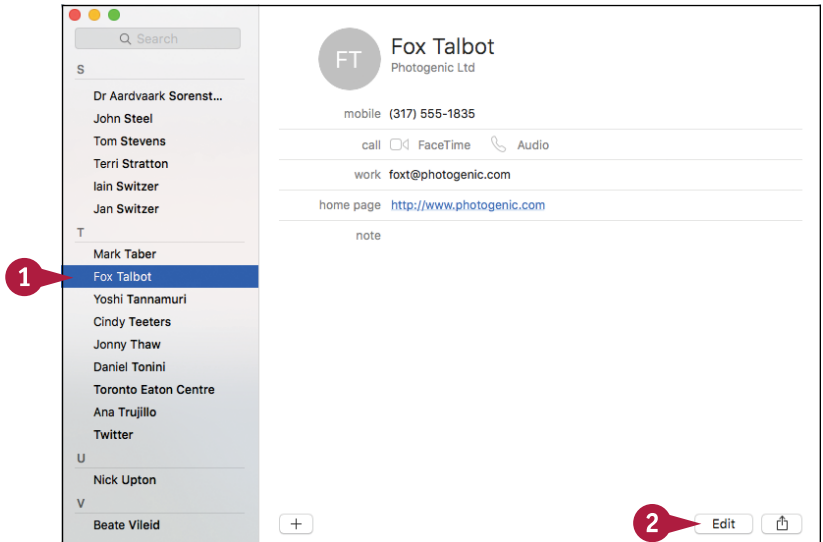 Search
S
Dr Aardvaark Sorenst...
John Steel
Tom Stevens
Terri Stratton
Iain Switzer
Jan Switzer
T
Mark Taber
Fox Talbot
Yoshi Tannamuri
Cindy Teeters
Jonny Thaw
Daniel Tonini
Toronto Eaton Centre
Ana Trujillo
Twitter
U
Nick Upton
V
Beate Vileid
1
FT
Fox Talbot
Photogenic Ltd
mobile (317) 555-1835
call FaceTime Audio
work foxt@photogenic.com
home page http://www.photogenic.com
note
+
2
Edit